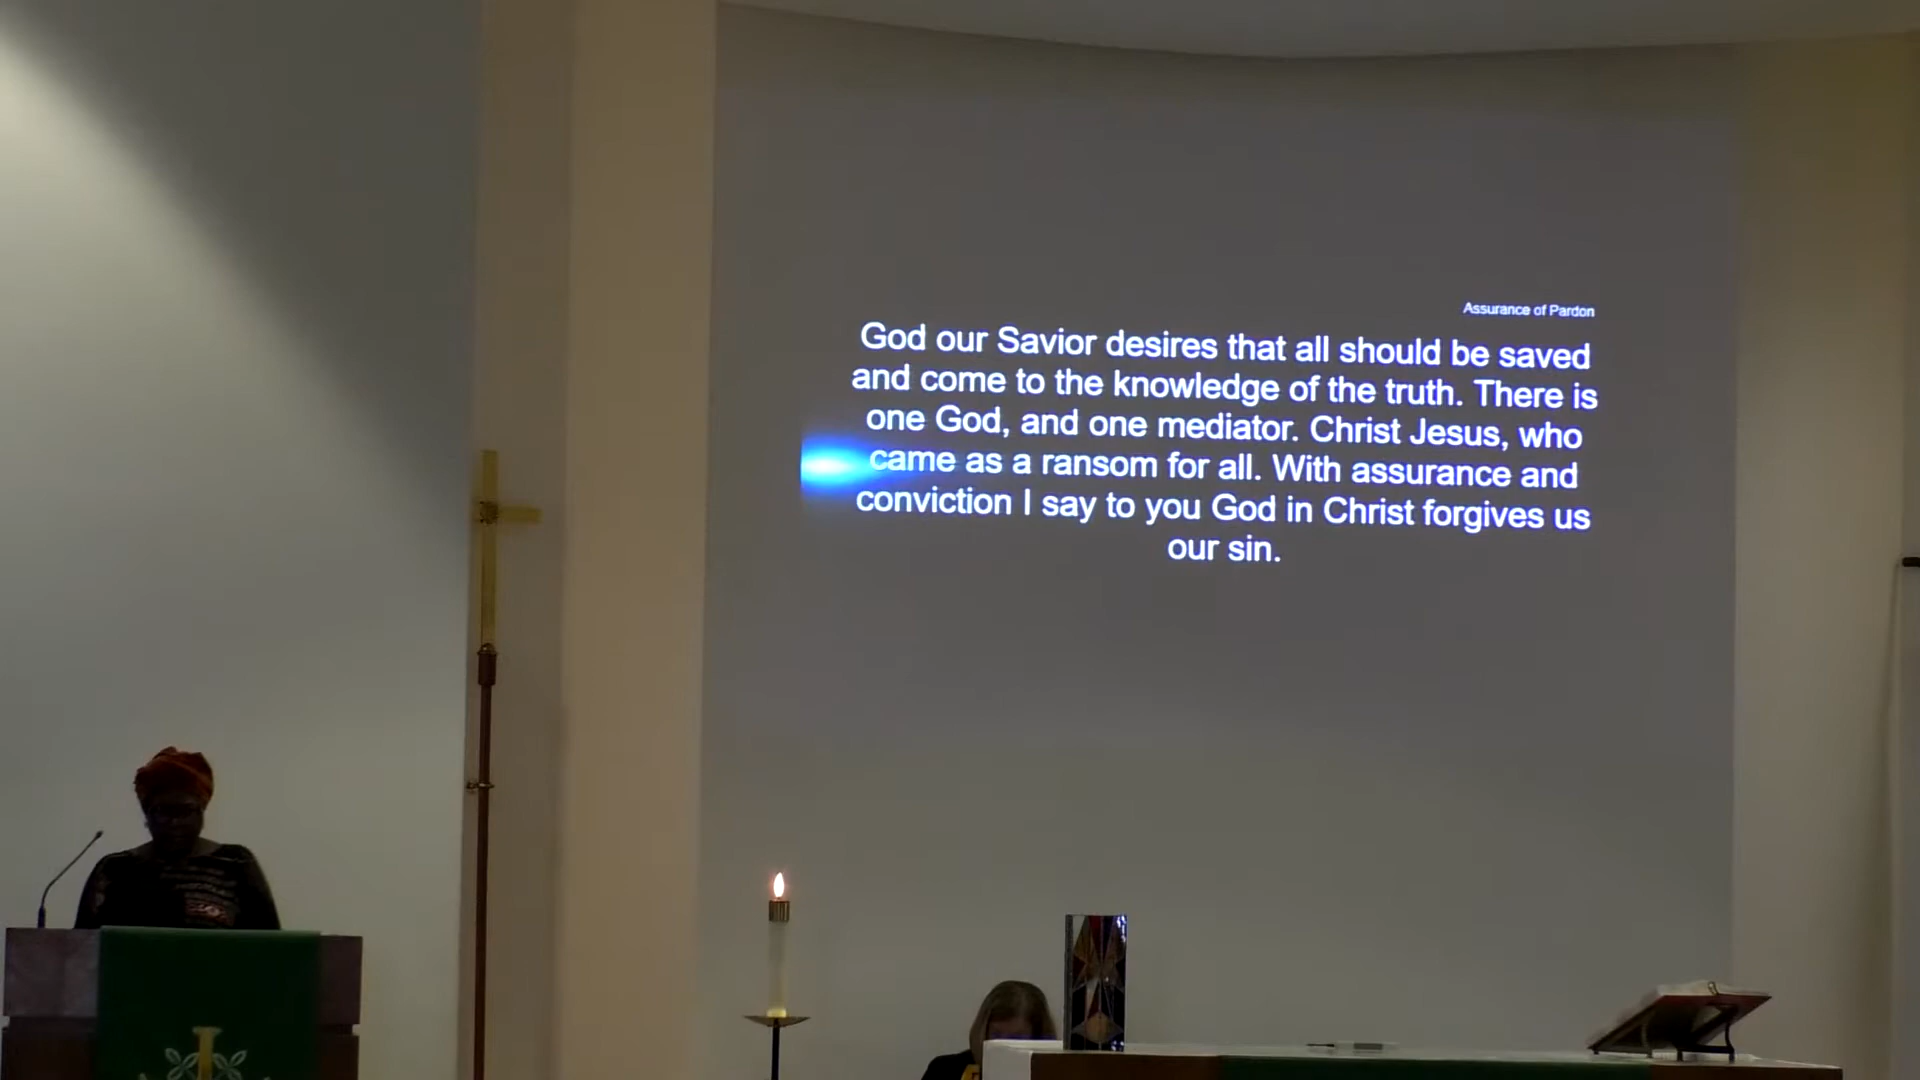 Assurance of Pardon
God our Savior desires that all should be saved
and come to the knowledge of the truth. There is
one God, and one mediator. Christ Jesus, who
came as a ransom for all. With assurance and
conviction I say to you God in Christ forgives us
our sin.